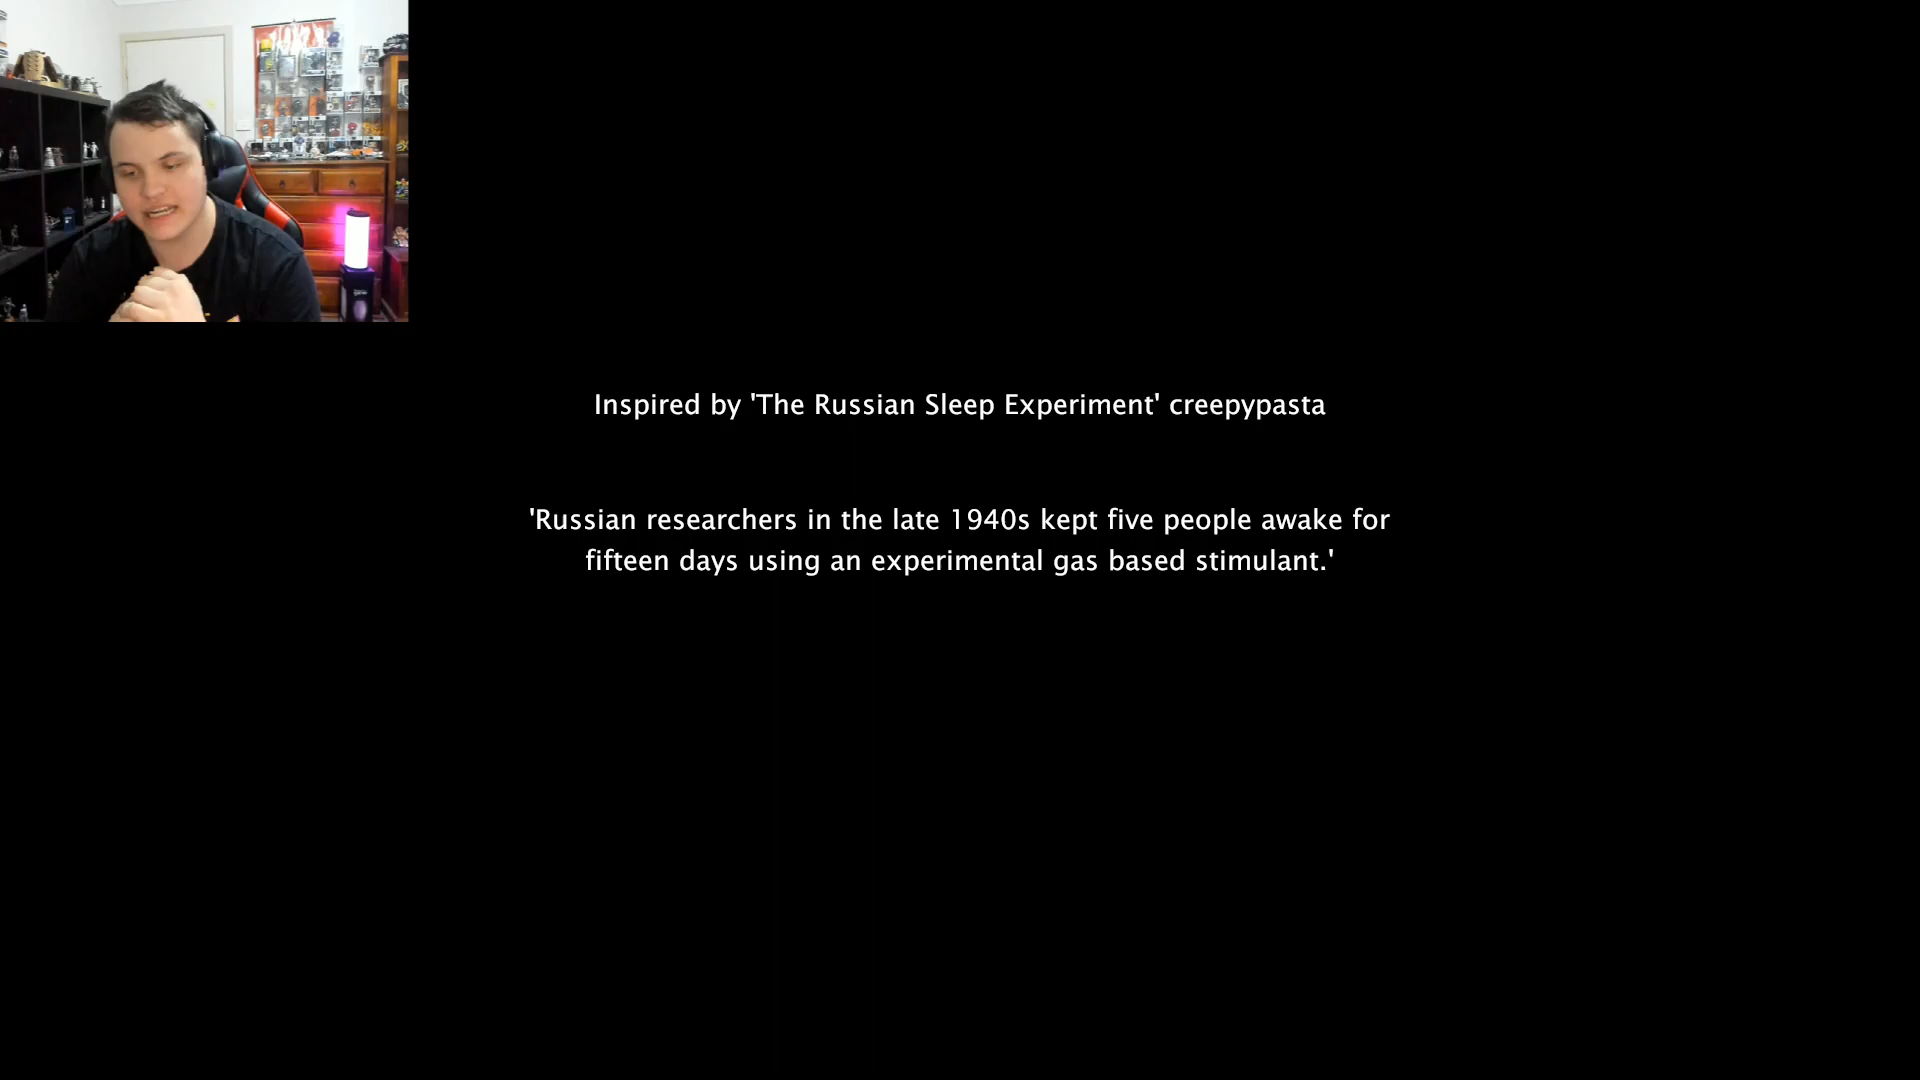 Inspired by 'The Russian Sleep Experiment' creepypasta
'Russian researchers in the late 1940s kept five people awake for
fifteen days using an experimental gas based stimulant.'